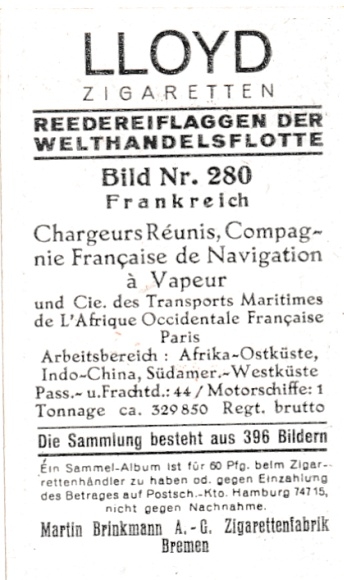 LLOYD
ZIGARETTEN
REEDEREIFLAGGEN DER
WELTHANDELSFLOTTE
Bild Nr. 280
Frankreich
Chargeurs Réunis, Compag-
nie Française de Navigation
à Vapeur
und Cie. des Transports Maritimes
de L'Afrique Occidentale Française
Paris
Arbeitsbereich : Afrika-Ostküste,
Indo-China, Südamer.-Westküste
Pass.- u. Frachtd.: 44 / Motorschiffe: 1
Tonnage ca. 329850 Regt. brutto
Die Sammlung besteht aus 396 Bildern
Ein Sammel-Album ist für 60 Pfg. beim Zigar-
rettenhändler zu haben od. gegen Einzahlung
des Betrages auf Postsch.-Kto. Hamburg 74715,
nicht gegen Nachnahme.
Martin Brinkmann A.-G. Zigarettenfabrik
Bremen